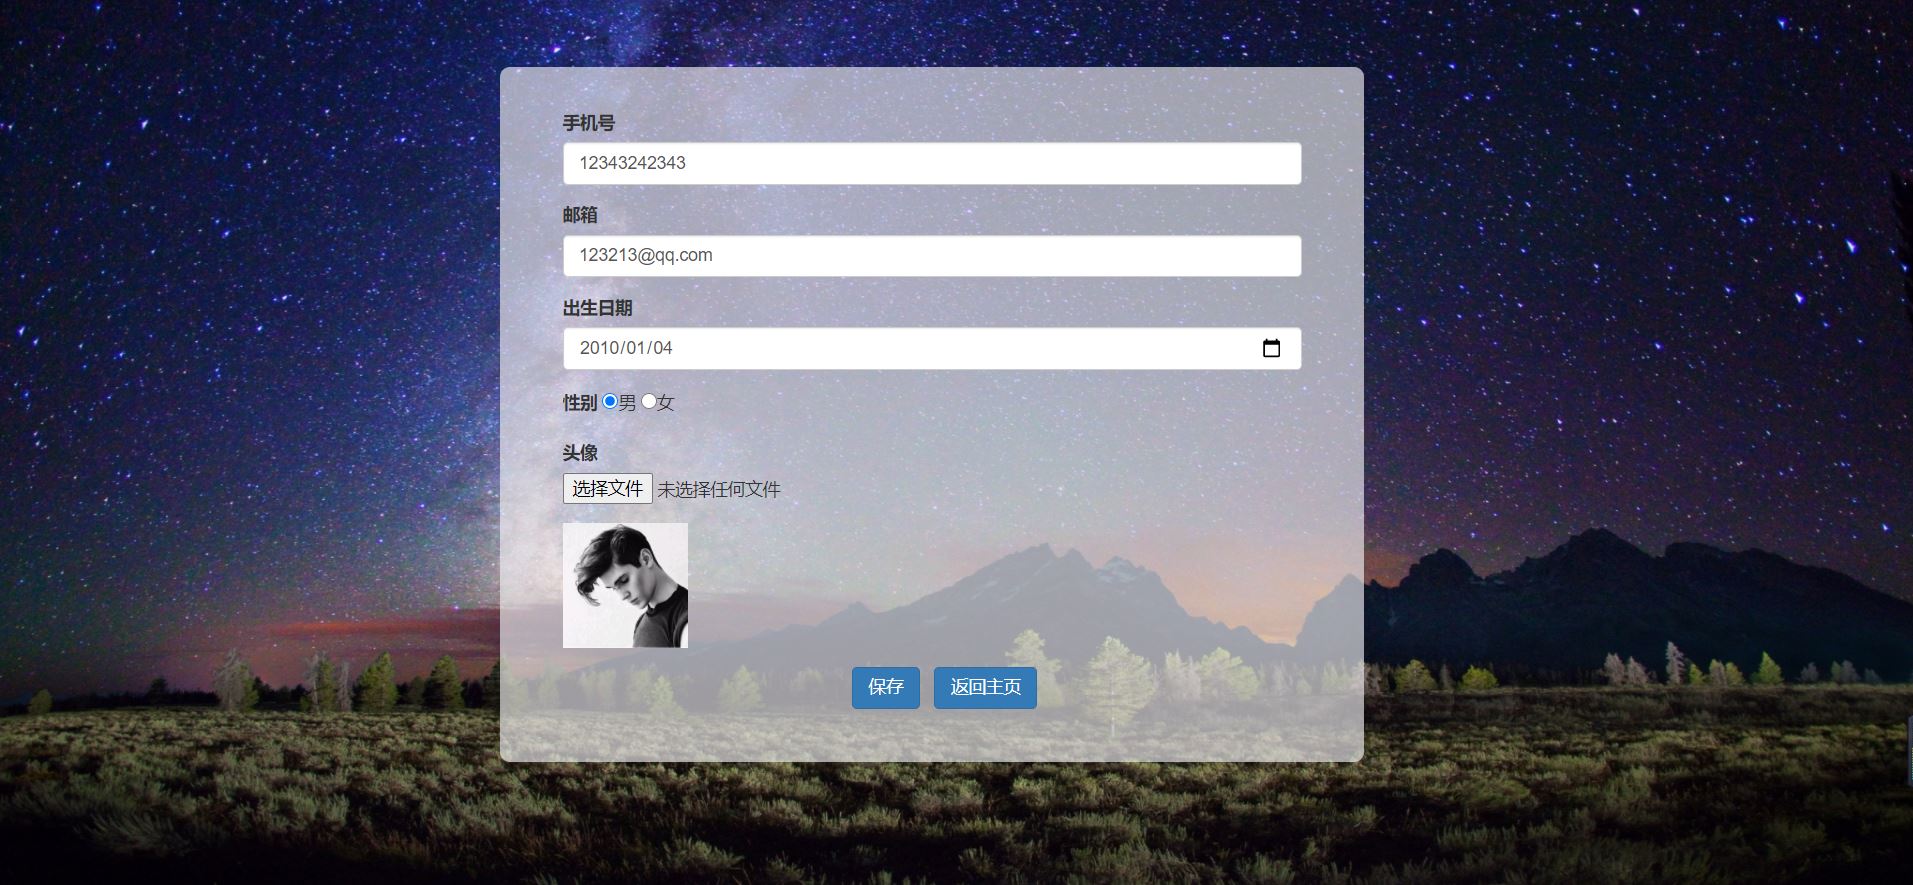 手机号
12343242343
邮箱
123213@qq.com
出生日期
2010/01/04
性别 男 女
头像
选择文件 未选择任何文件
保存 返回主页